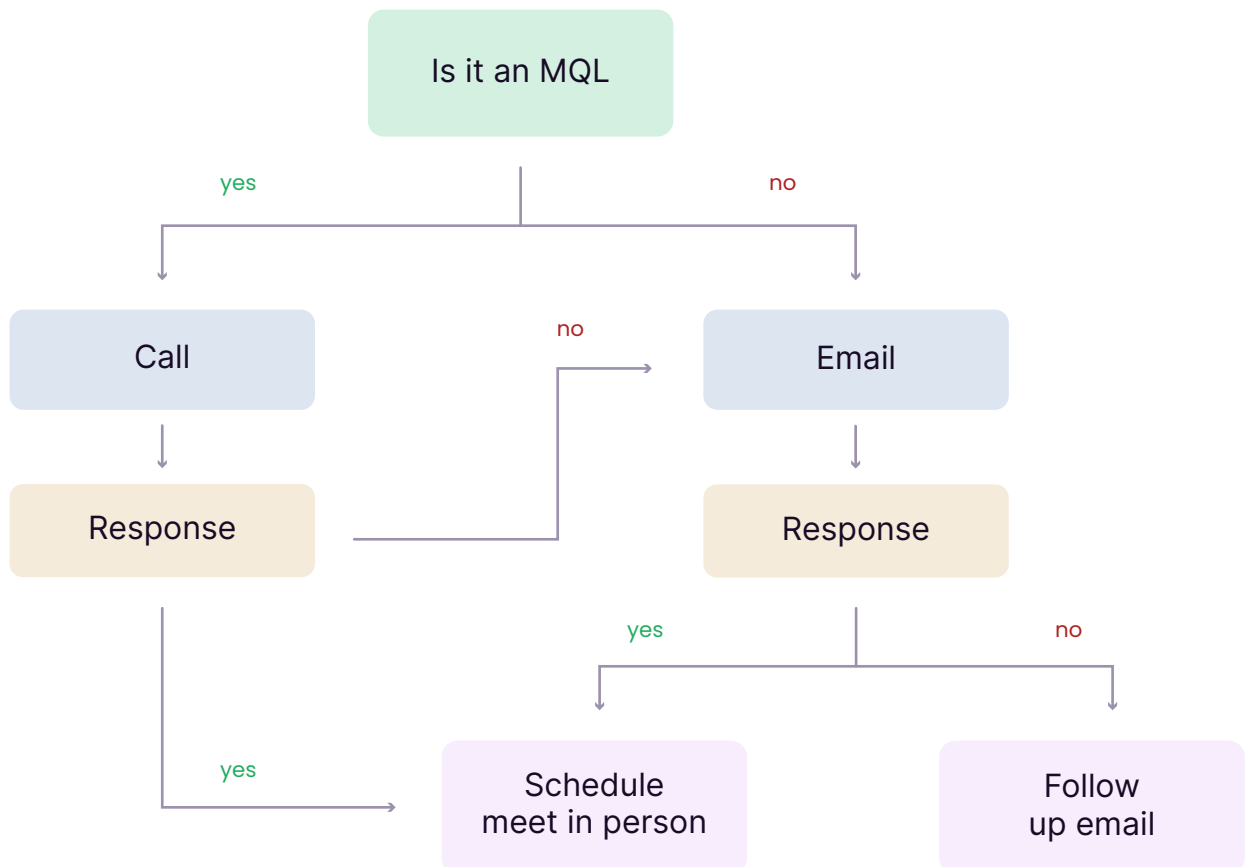 Is it an MQL
yes
no
Call
no
Email
Response
Response
yes
no
yes
Schedule
meet in person
Follow
up email